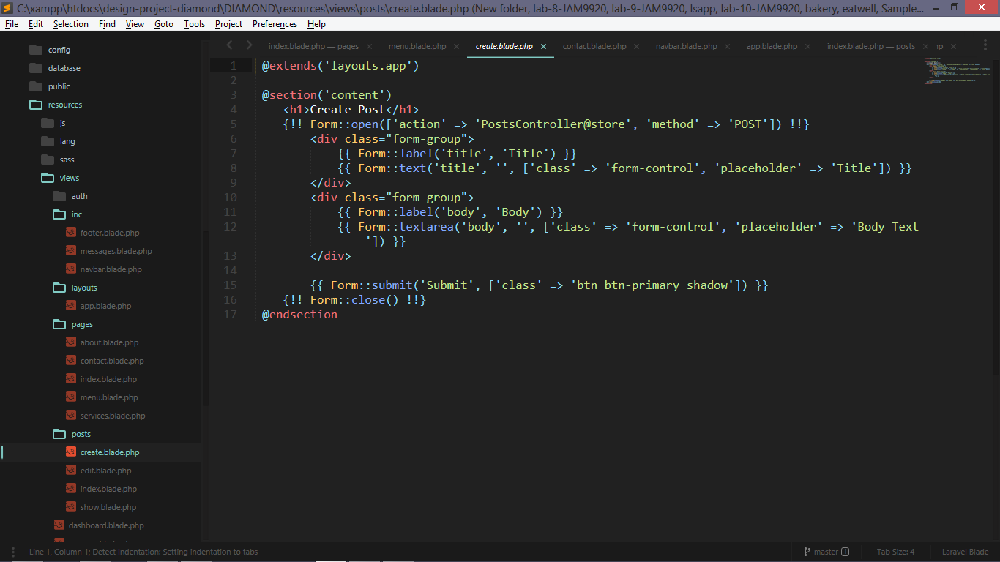 C:\xampp\htdocs\design-project-diamond\DIAMOND\resources\views\posts\create.blade.php (New folder, lab-8-JAM9920, lab-9-JAM9920, lsapp, lab-10-JAM9920, bakery, eatwell, Sample...
File Edit Selection Find View Goto Tools Project Preferences Help
index.blade.php — pages menu.blade.php create.blade.php contact.blade.php navbar.blade.php app.blade.php index.blade.php — posts
config
database
public
resources
js
lang
sass
views
auth
inc
footer.blade.php
messages.blade.php
navbar.blade.php
layouts
app.blade.php
pages
about.blade.php
contact.blade.php
index.blade.php
menu.blade.php
services.blade.php
posts
create.blade.php
edit.blade.php
index.blade.php
show.blade.php
dashboard.blade.php
1 @extends('layouts.app')
2
3 @section('content')
4 <h1>Create Post</h1>
5 {!! Form::open(['action' => 'PostsController@store', 'method' => 'POST']) !!}
6 <div class="form-group">
7 {{ Form::label('title', 'Title') }}
8 {{ Form::text('title', '', ['class' => 'form-control', 'placeholder' => 'Title']) }}
9 </div>
10 <div class="form-group">
11 {{ Form::label('body', 'Body') }}
12 {{ Form::textarea('body', '', ['class' => 'form-control', 'placeholder' => 'Body Text
']) }}
13 </div>
14
15 {{ Form::submit('Submit', ['class' => 'btn btn-primary shadow']) }}
16 {!! Form::close() !!}
17 @endsection
Line 1, Column 1; Detect Indentation: Setting indentation to tabs master 1 Tab Size: 4 Laravel Blade